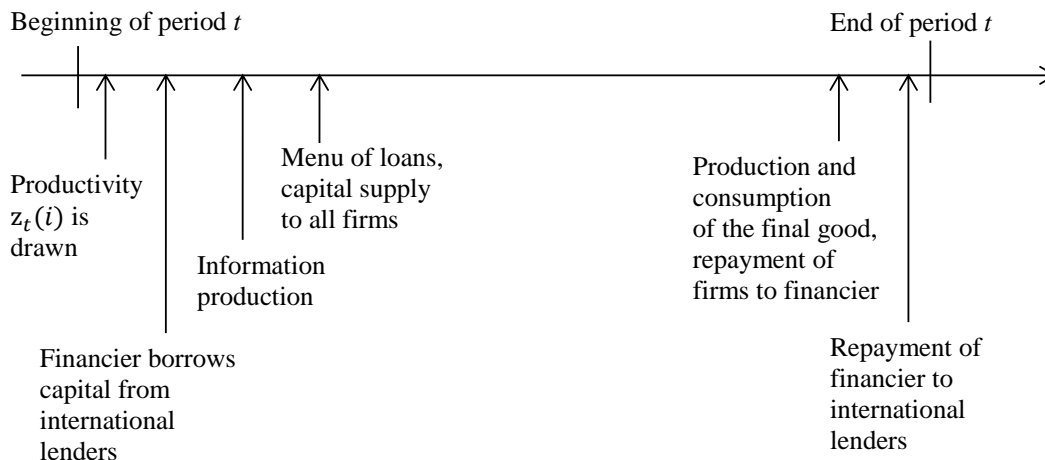 Beginning of period t
End of period t
Productivity
z_t(i) is
drawn
Financier borrows
capital from
international
lenders
Information
production
Menu of loans,
capital supply
to all firms
Production and
consumption
of the final good,
repayment of
firms to financier
Repayment of
financier to
international
lenders